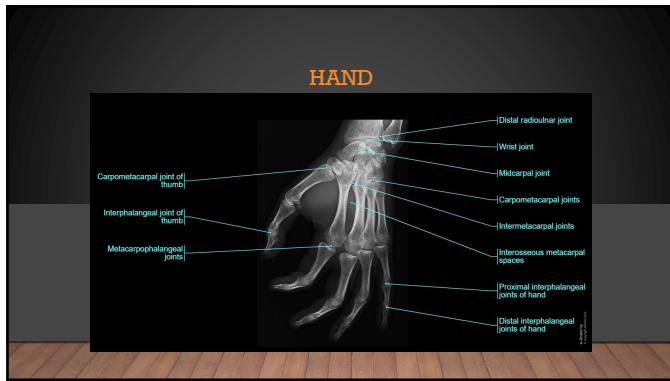 HAND
Distal radioulnar joint
Wrist joint
Midcarpal joint
Carpometacarpal joints
Intermetacarpal joints
Interosseous metacarpal
spaces
Proximal interphalangeal
joints of hand
Distal interphalangeal
joints of hand
Carpometacarpal joint of
thumb
Interphalangeal joint of
thumb
Metacarpophalangeal
joints